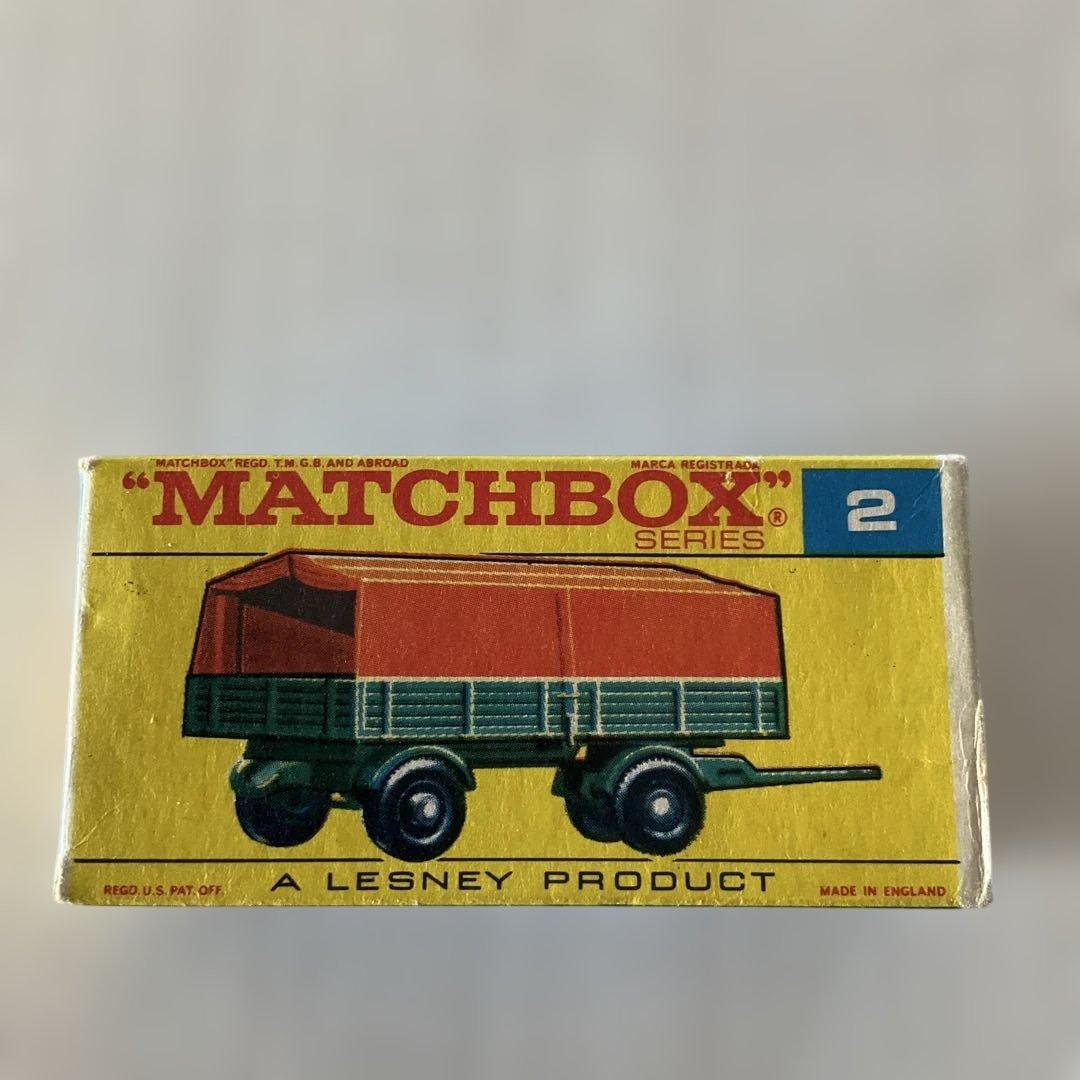 "MATCHBOX" REGD. T.M. G.B. AND ABROAD
MARCA REGISTRADA
"MATCHBOX"®
SERIES
2
A LESNEY PRODUCT
REGD. U.S. PAT. OFF.
MADE IN ENGLAND